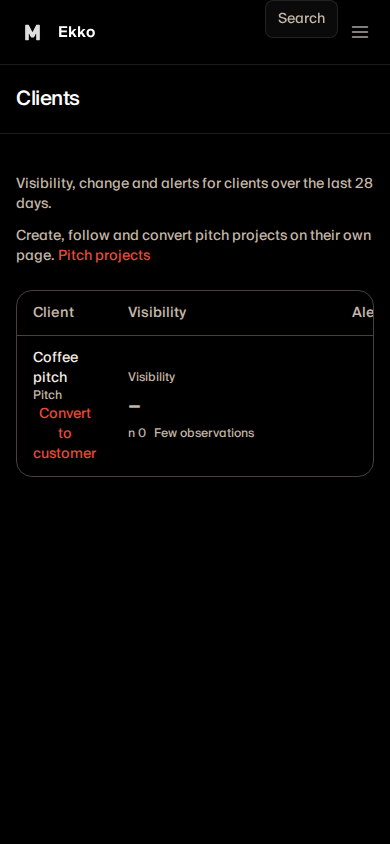 Search
Ekko
Clients
Visibility, change and alerts for clients over the last 28
days.
Create, follow and convert pitch projects on their own
page. Pitch projects
Client Visibility Ale
Coffee
pitch
Pitch
Convert
to
customer
Visibility
–
n 0 Few observations